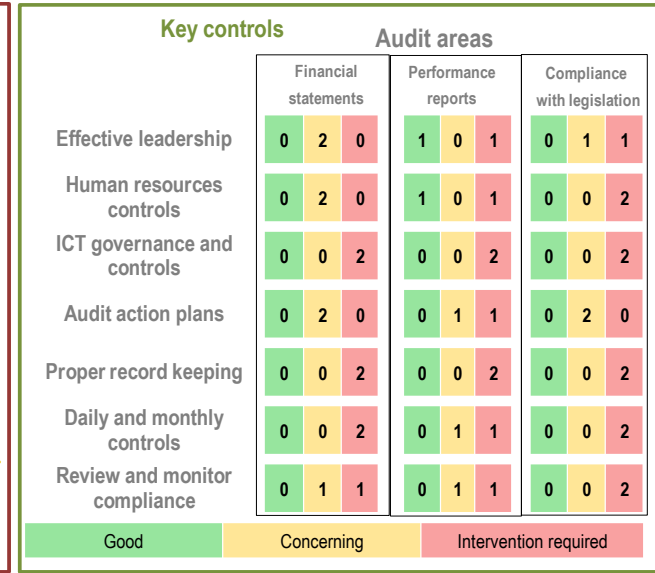 Key controls
Audit areas
Financial statements
Performance reports
Compliance with legislation
Effective leadership 0 2 0 1 0 1 0 1 1
Human resources controls 0 2 0 1 0 1 0 0 2
ICT governance and controls 0 0 2 0 0 2 0 0 2
Audit action plans 0 2 0 0 1 1 0 2 0
Proper record keeping 0 0 2 0 0 2 0 0 2
Daily and monthly controls 0 0 2 0 1 1 0 0 2
Review and monitor compliance 0 1 1 0 1 1 0 0 2
Good Concerning Intervention required